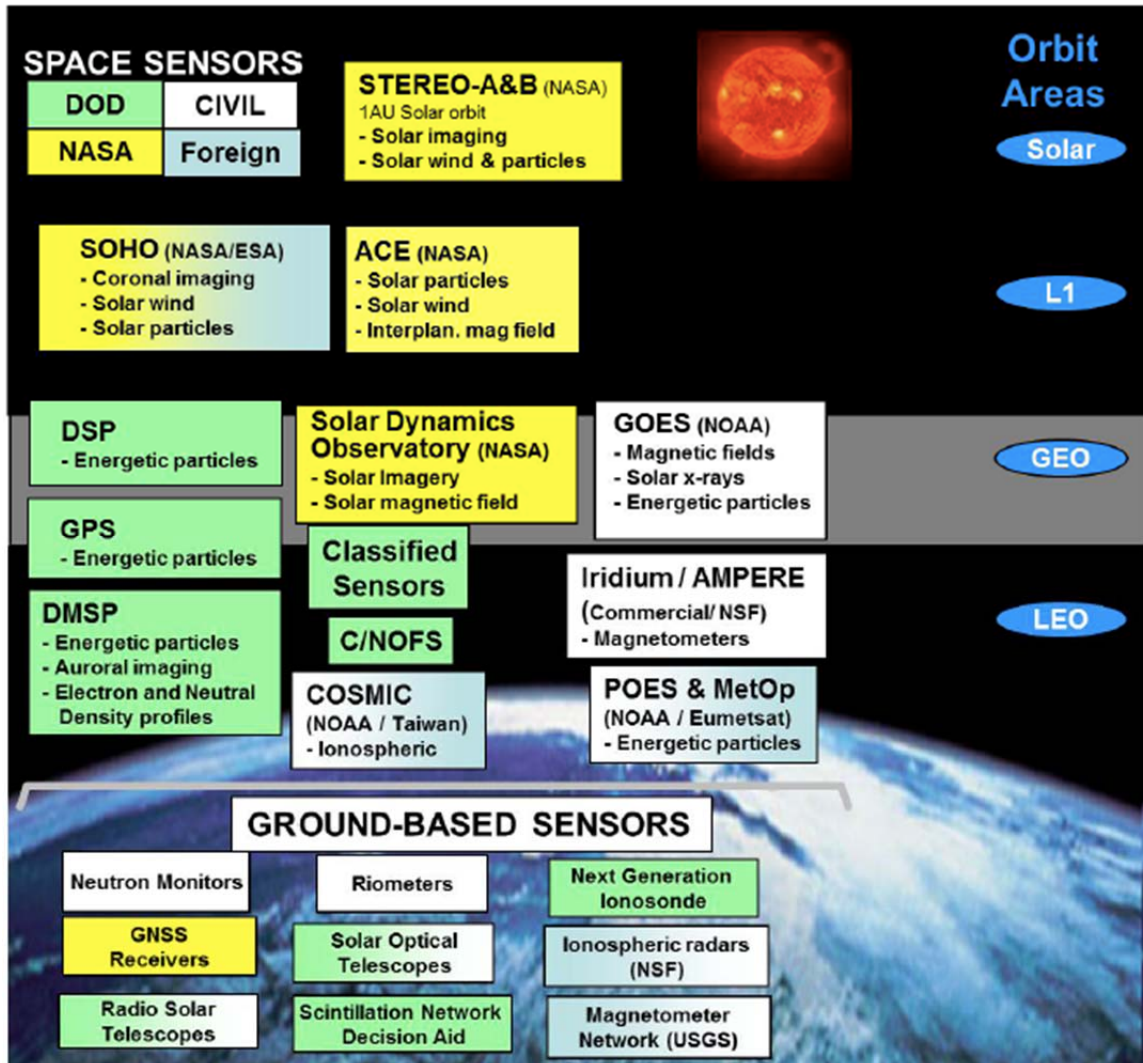 SPACE SENSORS
DOD
CIVIL
NASA
Foreign
STEREO-A&B (NASA)
1AU Solar orbit
- Solar imaging
- Solar wind & particles
Orbit
Areas
Solar
SOHO (NASA/ESA)
- Coronal imaging
- Solar wind
- Solar particles
ACE (NASA)
- Solar particles
- Solar wind
- Interplan. mag field
L1
DSP
- Energetic particles
Solar Dynamics
Observatory (NASA)
- Solar Imagery
- Solar magnetic field
GOES (NOAA)
- Magnetic fields
- Solar x-rays
- Energetic particles
GEO
GPS
- Energetic particles
Classified
Sensors
Iridium / AMPERE
(Commercial/ NSF)
- Magnetometers
LEO
DMSP
- Energetic particles
- Auroral imaging
- Electron and Neutral
Density profiles
C/NOFS
COSMIC
(NOAA / Taiwan)
- Ionospheric
POES & MetOp
(NOAA / Eumetsat)
- Energetic particles
GROUND-BASED SENSORS
Neutron Monitors
Riometers
Next Generation
Ionosonde
GNSS
Receivers
Solar Optical
Telescopes
Ionospheric radars
(NSF)
Radio Solar
Telescopes
Scintillation Network
Decision Aid
Magnetometer
Network (USGS)